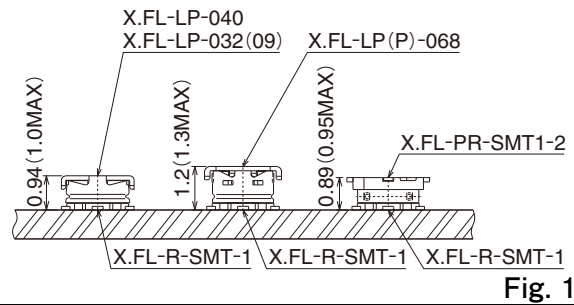 X.FL-LP-040
X.FL-LP-032(09)
X.FL-LP(P)-068
0.94(1.0MAX)
1.2(1.3MAX)
0.89(0.95MAX)
X.FL-PR-SMT1-2
X.FL-R-SMT-1
X.FL-R-SMT-1
X.FL-R-SMT-1
Fig. 1